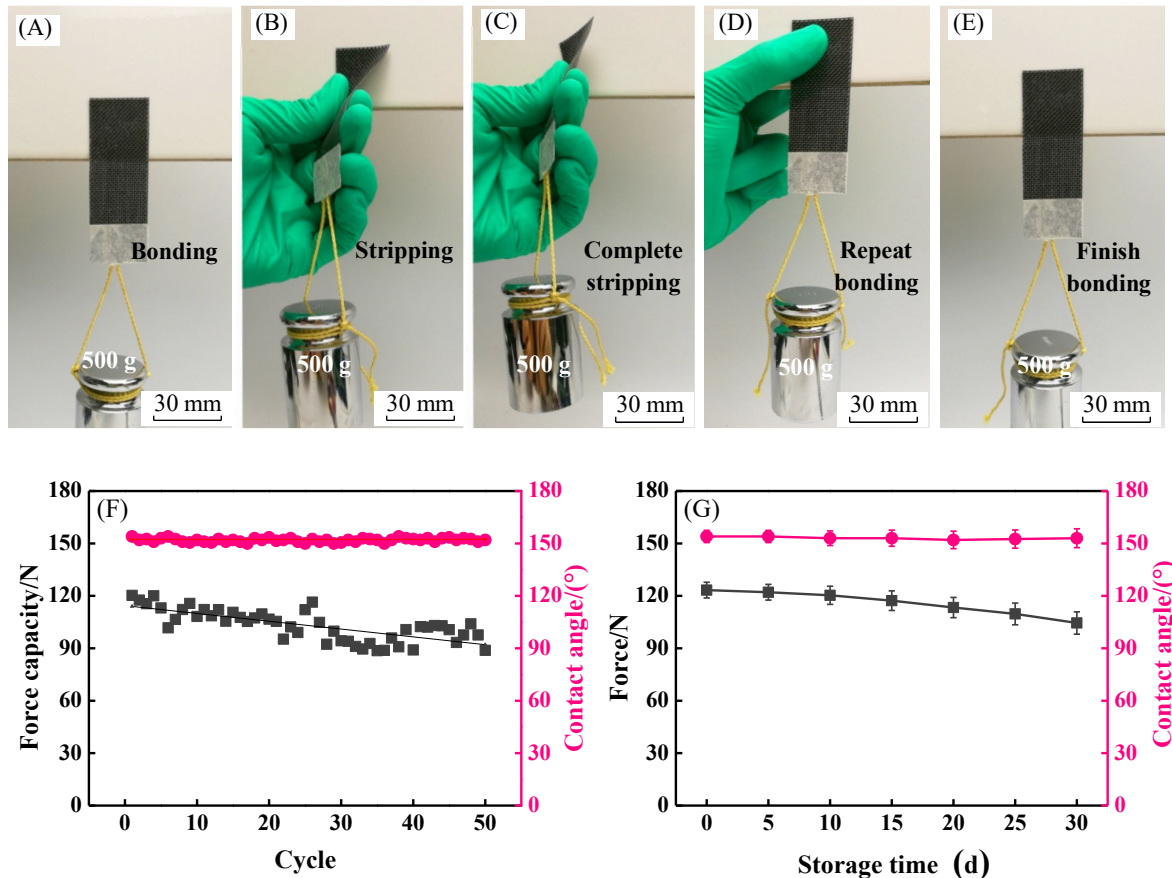 (A)
Bonding
500 g
30 mm
(B)
Stripping
500 g
30 mm
(C)
Complete
stripping
500 g
30 mm
(D)
Repeat
bonding
500 g
30 mm
(E)
Finish
bonding
500 g
30 mm
(F)
180
150
120
90
60
30
0
Force capacity/N
0 10 20 30 40 50
Cycle
180
150
120
90
60
30
0
Contact angle/(°)
(G)
180
150
120
90
60
30
0
Force/N
0 5 10 15 20 25 30
Storage time (d)
180
150
120
90
60
30
0
Contact angle/(°)